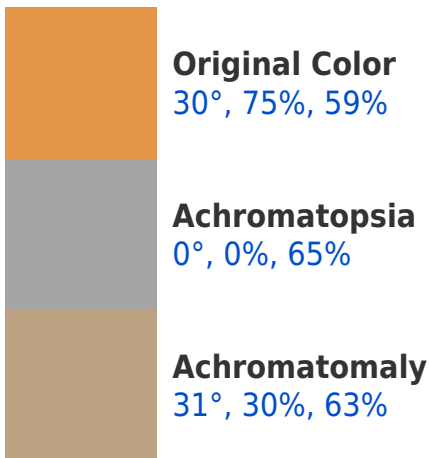 Original Color
30°, 75%, 59%
Achromatopsia
0°, 0%, 65%
Achromatomaly
31°, 30%, 63%